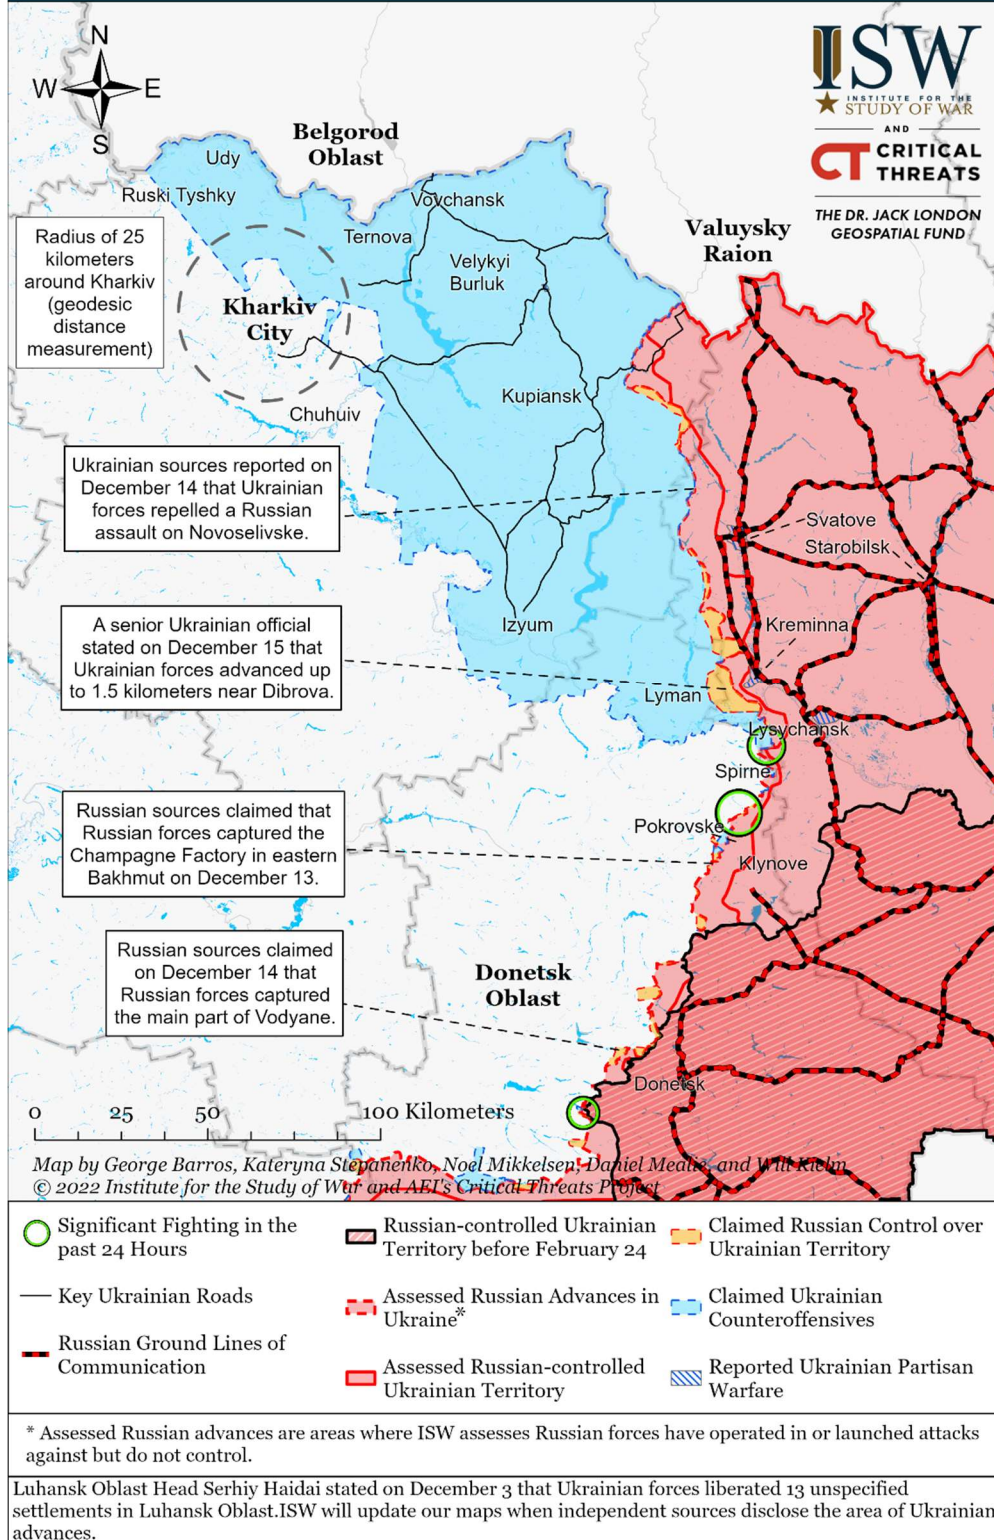 N
W E
S
ISW
INSTITUTE FOR THE
STUDY OF WAR
AND
CT CRITICAL
THREATS
THE DR. JACK LONDON
GEOSPATIAL FUND
Belgorod
Oblast
Udy
Ruski Tyshky
Vovchansk
Ternova
Valuysky
Raion
Radius of 25
kilometers
around Kharkiv
(geodesic
distance
measurement)
Velykyi
Burluk
Kharkiv
City
Kupiansk
Chuhuiv
Ukrainian sources reported on
December 14 that Ukrainian
forces repelled a Russian
assault on Novoselivske.
Svatove
Starobilsk
A senior Ukrainian official
stated on December 15 that
Ukrainian forces advanced up
to 1.5 kilometers near Dibrova.
Izyum
Kreminna
Lyman
Lysychansk
Spirne
Russian sources claimed that
Russian forces captured the
Champagne Factory in eastern
Bakhmut on December 13.
Pokrovske
Klynove
Russian sources claimed
on December 14 that
Russian forces captured
the main part of Vodyane.
Donetsk
Oblast
Donetsk
0 25 50 100 Kilometers
Map by George Barros, Kateryna Stepanenko, Noel Mikkelsen, Daniel Mealie, and Will Kielm
© 2022 Institute for the Study of War and AEI's Critical Threats Project
Significant Fighting in the
past 24 Hours
Key Ukrainian Roads
Russian Ground Lines of
Communication
Russian-controlled Ukrainian
Territory before February 24
Assessed Russian Advances in
Ukraine*
Assessed Russian-controlled
Ukrainian Territory
Claimed Russian Control over
Ukrainian Territory
Claimed Ukrainian
Counteroffensives
Reported Ukrainian Partisan
Warfare
* Assessed Russian advances are areas where ISW assesses Russian forces have operated in or launched attacks
against but do not control.
Luhansk Oblast Head Serhiy Haidai stated on December 3 that Ukrainian forces liberated 13 unspecified
settlements in Luhansk Oblast.ISW will update our maps when independent sources disclose the area of Ukrainian
advances.